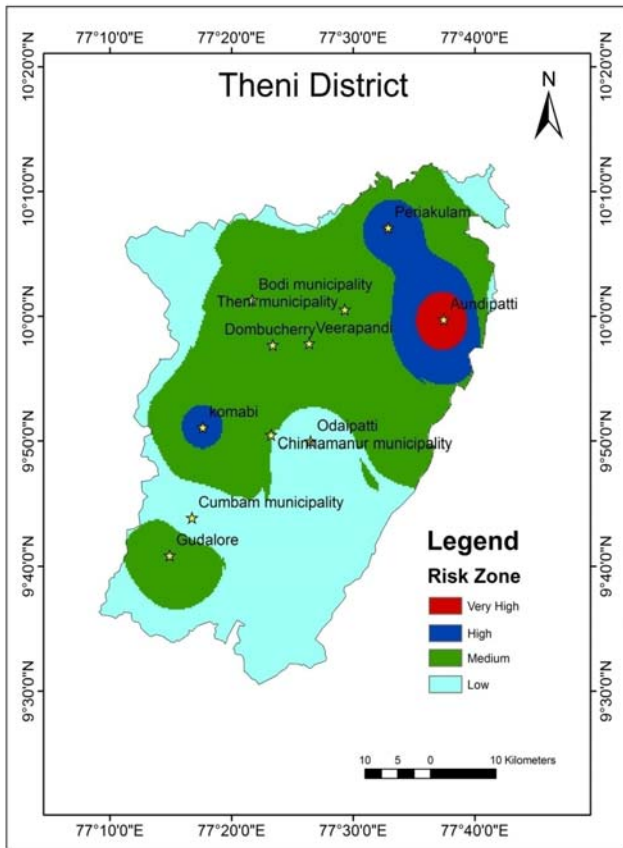 77°10'0"E 77°20'0"E 77°30'0"E 77°40'0"E
10°20'0"N 10°20'0"N
Theni District
N
10°10'0"N 10°10'0"N
Periakulam
Bodi municipality
Theni municipality
Aundipatti
10°0'0"N 10°0'0"N
Dombucherry Veerapandi
komabi
Odaipatti
9°50'0"N 9°50'0"N
Chinnamanur municipality
Cumbam municipality
Gudalore
9°40'0"N 9°40'0"N
Legend
Risk Zone
Very High
High
Medium
Low
9°30'0"N 9°30'0"N
10 5 0 10 Kilometers
77°10'0"E 77°20'0"E 77°30'0"E 77°40'0"E